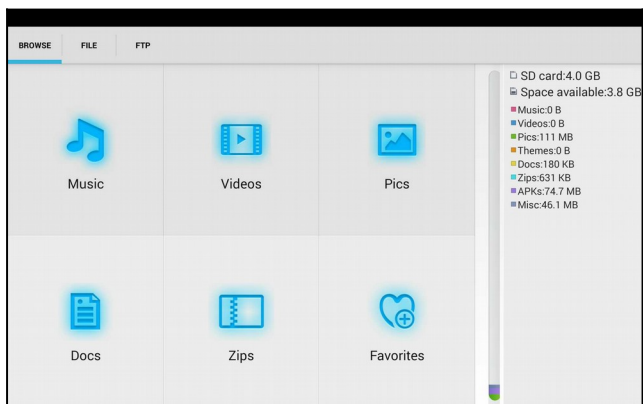 BROWSE FILE FTP
Music Videos Pics
Docs Zips Favorites
SD card:4.0 GB
Space available:3.8 GB
Music:0 B
Videos:0 B
Pics:111 MB
Themes:0 B
Docs:180 KB
Zips:631 KB
APKs:74.7 MB
Misc:46.1 MB